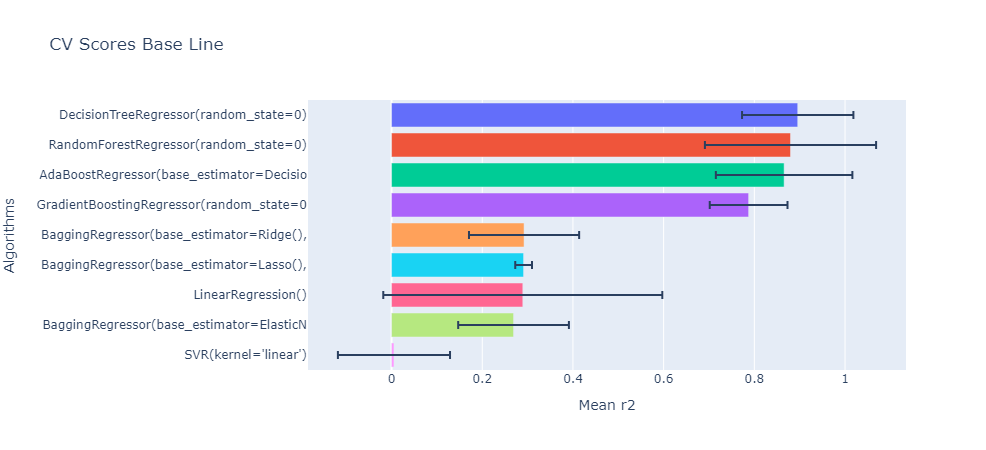 CV Scores Base Line
Algorithms
DecisionTreeRegressor(random_state=0)
RandomForestRegressor(random_state=0)
AdaBoostRegressor(base_estimator=Decisio
GradientBoostingRegressor(random_state=0
BaggingRegressor(base_estimator=Ridge(),
BaggingRegressor(base_estimator=Lasso(),
LinearRegression()
BaggingRegressor(base_estimator=ElasticN
SVR(kernel='linear')
0 0.2 0.4 0.6 0.8 1
Mean r2